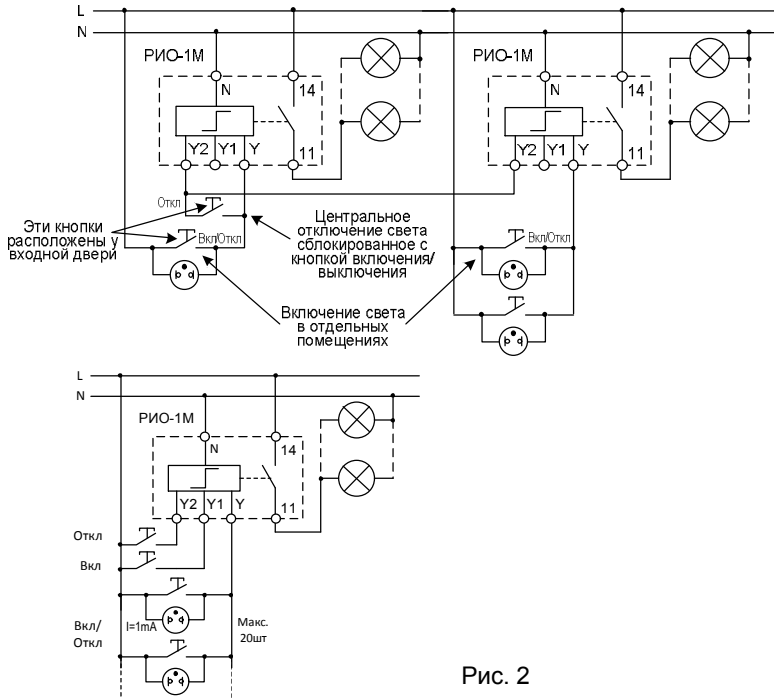 L
N
РИО-1М
РИО-1М
N
14
N
14
Y2
Y1
Y
11
Y2
Y1
Y
11
Откл
Эти кнопки
расположены у
входной двери
Вкл/Откл
Центральное
отключение света
сблокированное с
кнопкой включения/
выключения
Вкл/Откл
Включение света
в отдельных
помещениях
L
N
РИО-1М
N
14
Y2
Y1
Y
11
Откл
Вкл
Вкл/
Откл
I=1mA
Макс.
20шт
Рис. 2